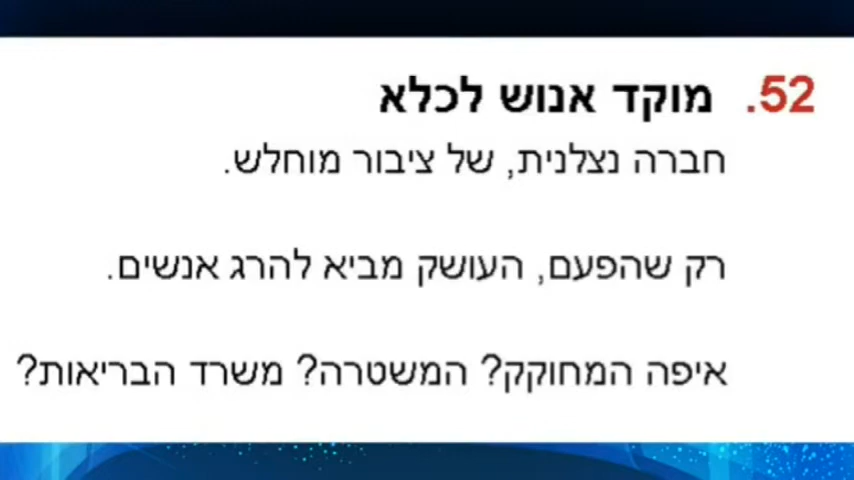 52. מוקד אנוש לכלא
חברה נצלנית, של ציבור מוחלש.
רק שהפעם, העושק מביא להרג אנשים.
איפה המחוקק? המשטרה? משרד הבריאות?